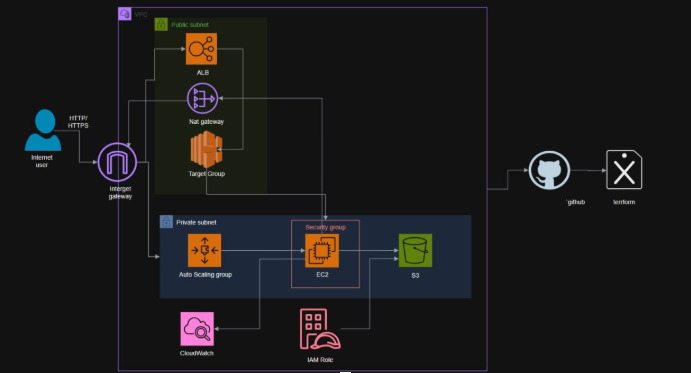 VPC
Public subnet
ALB
HTTP/
HTTPS
Nat gateway
Internet
user
Target Group
Interget
gateway
`github
terrform
Private subnet
Security group
Auto Scaling group
EC2
S3
CloudWatch
IAM Role